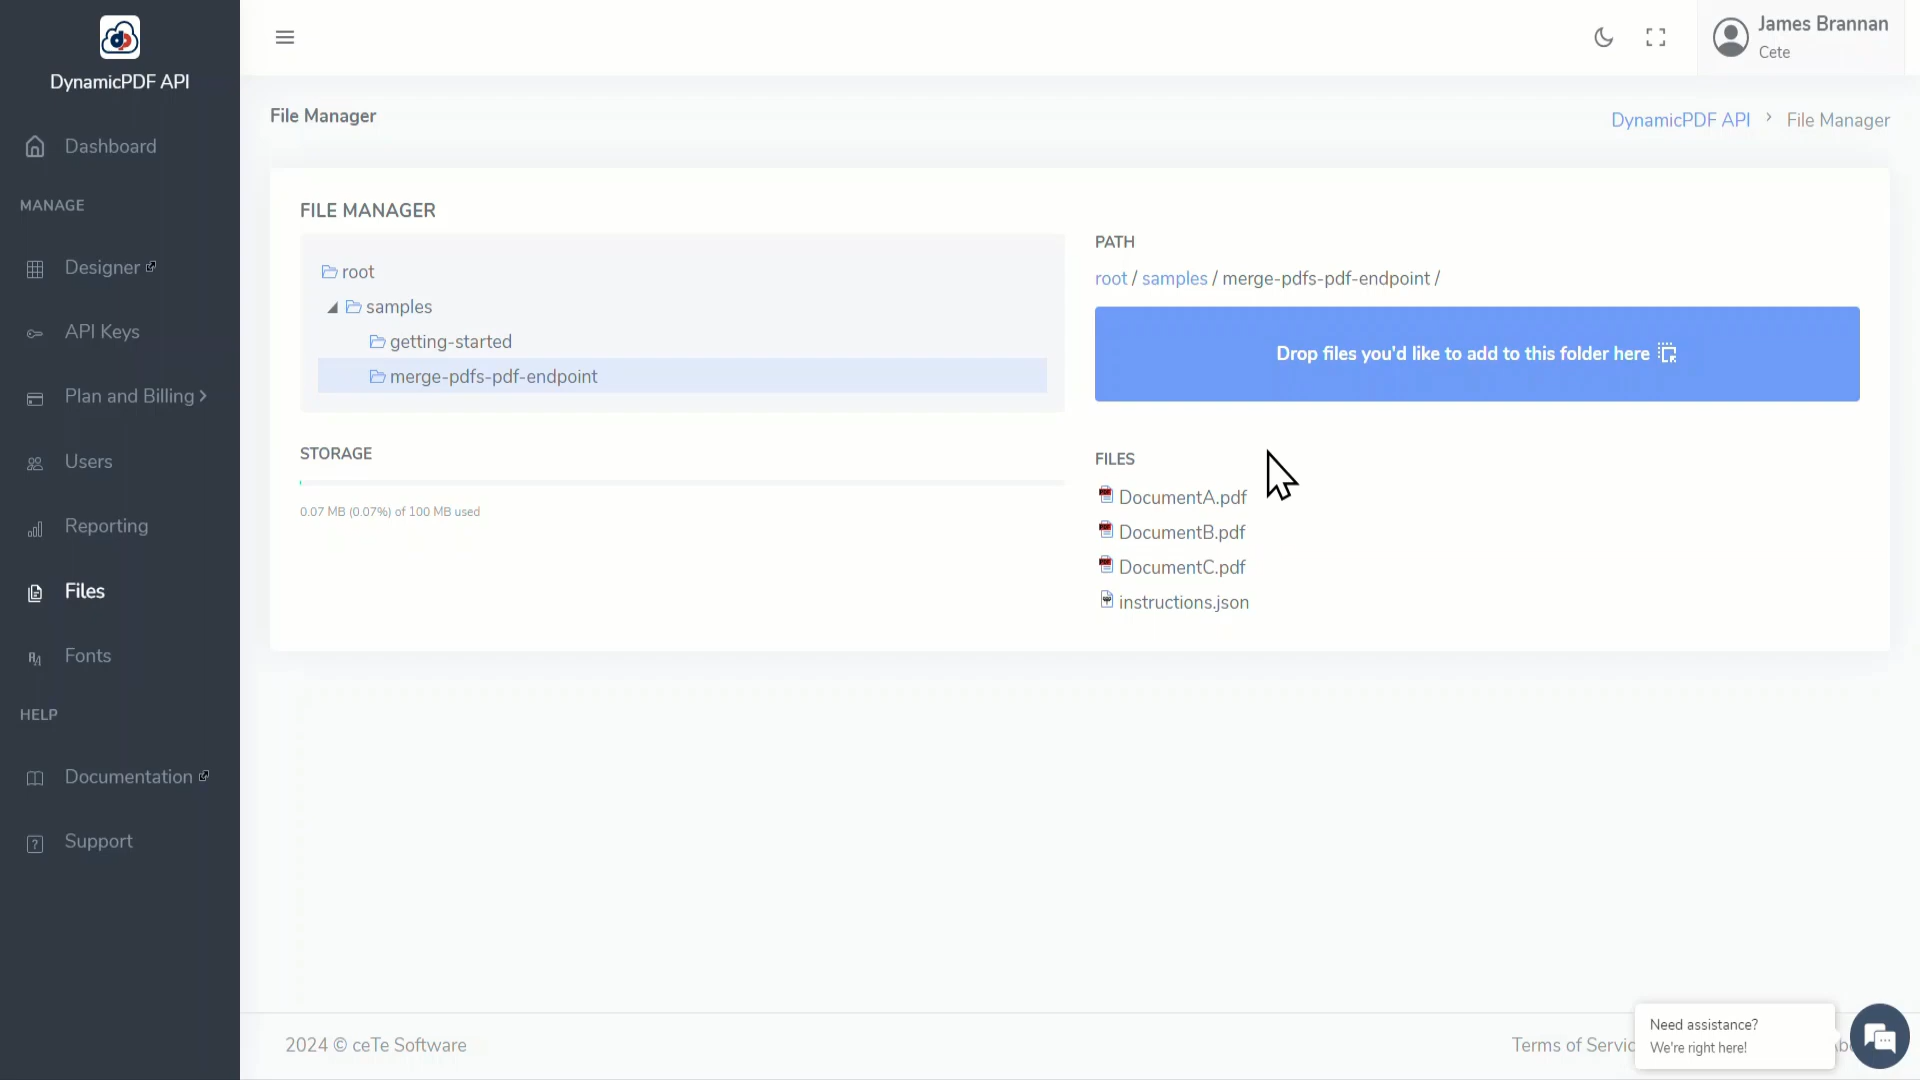 DynamicPDF API
Dashboard
MANAGE
Designer
API Keys
Plan and Billing
Users
Reporting
Files
Fonts
HELP
Documentation
Support
James Brannan
Cete
File Manager
DynamicPDF API > File Manager
FILE MANAGER
root
samples
getting-started
merge-pdfs-pdf-endpoint
STORAGE
0.07 MB (0.07%) of 100 MB used
PATH
root / samples / merge-pdfs-pdf-endpoint /
Drop files you'd like to add to this folder here
FILES
DocumentA.pdf
DocumentB.pdf
DocumentC.pdf
instructions.json
2024 © ceTe Software
Terms of Servic
Need assistance?
We're right here!